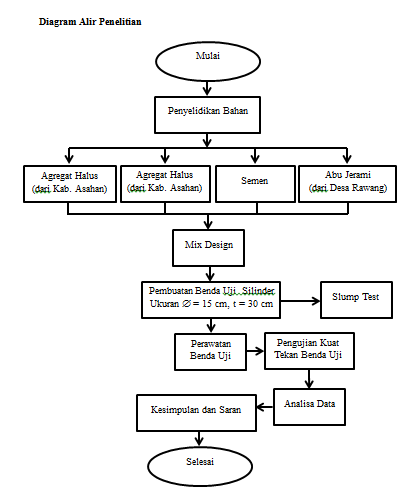 Diagram Alir Penelitian
Mulai
Penyelidikan Bahan
Agregat Halus
(dari Kab. Asahan)
Agregat Halus
(dari Kab. Asahan)
Semen
Abu Jerami
(dari Desa Rawang)
Mix Design
Pembuatan Benda Uji Silinder
Ukuran ∅ = 15 cm, t = 30 cm
Slump Test
Perawatan
Benda Uji
Pengujian Kuat
Tekan Benda Uji
Analisa Data
Kesimpulan dan Saran
Selesai